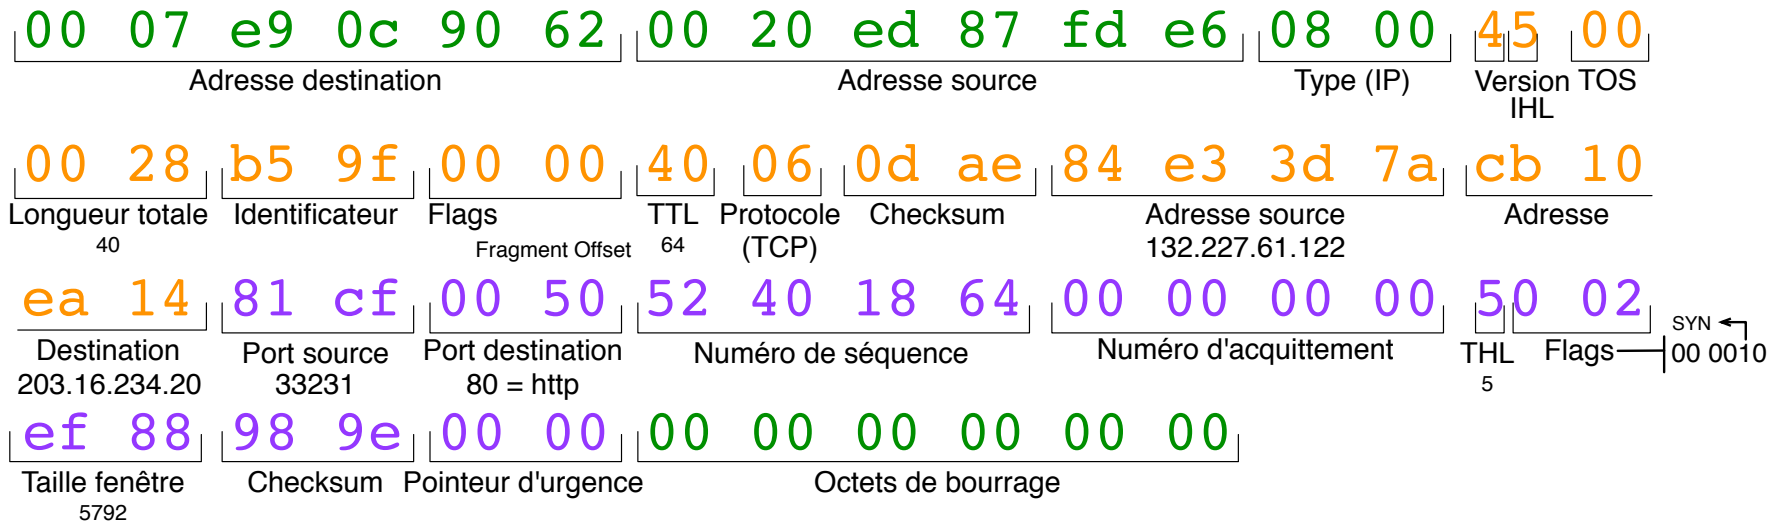 00 07 e9 0c 90 62 00 20 ed 87 fd e6 08 00 45 00
Adresse destination Adresse source Type (IP) Version TOS
IHL
00 28 b5 9f 00 00 40 06 0d ae 84 e3 3d 7a cb 10
Longueur totale Identificateur Flags TTL Protocole Checksum Adresse source Adresse
40 Fragment Offset 64 (TCP) 132.227.61.122
ea 14 81 cf 00 50 52 40 18 64 00 00 00 00 50 02
SYN
Destination Port source Port destination Numéro de séquence Numéro d'acquittement THL Flags 00 0010
203.16.234.20 33231 80 = http 5
ef 88 98 9e 00 00 00 00 00 00 00 00
Taille fenêtre Checksum Pointeur d'urgence Octets de bourrage
5792